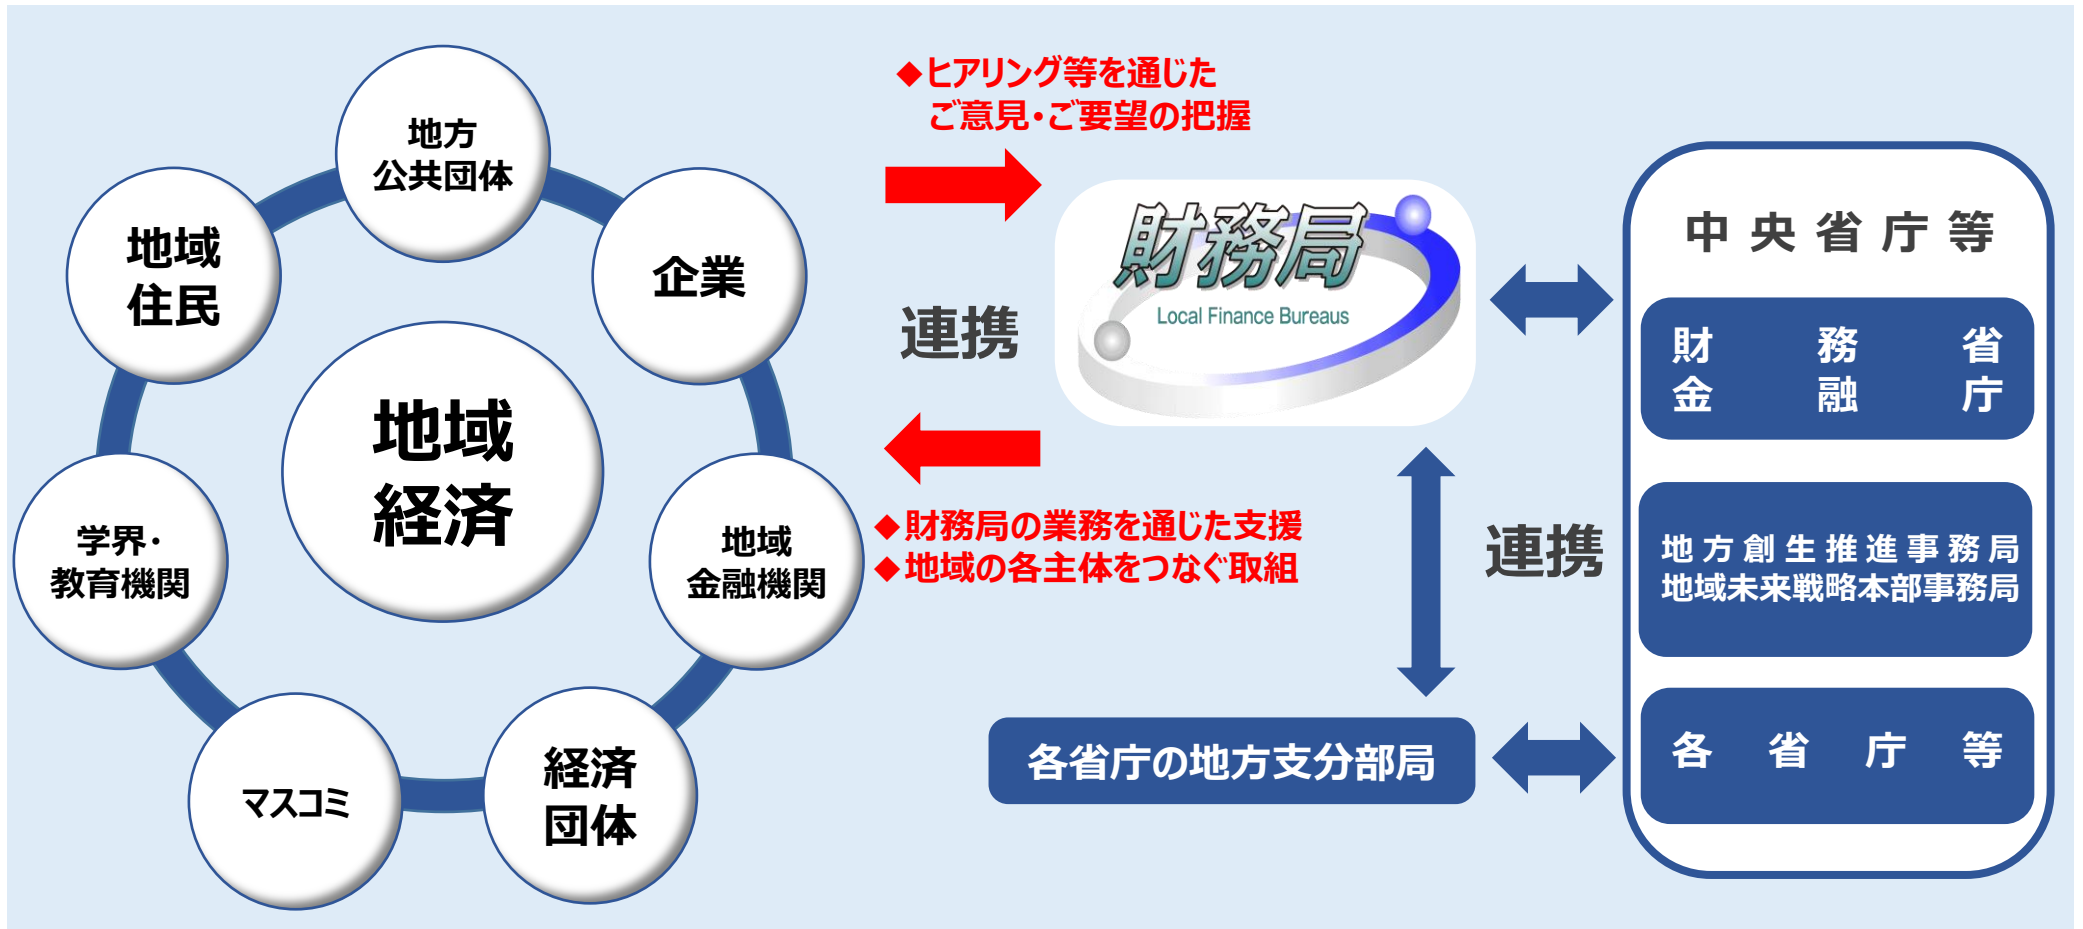 地方
公共団体
地域
住民
企業
地域
経済
学界・
教育機関
地域
金融機関
マスコミ
経済
団体
◆ヒアリング等を通じた
ご意見・ご要望の把握
連携
財務局
Local Finance Bureaus
◆財務局の業務を通じた支援
◆地域の各主体をつなぐ取組
連携
各省庁の地方支分部局
中央省庁等
財務省
金融庁
地方創生推進事務局
地域未来戦略本部事務局
各省庁等